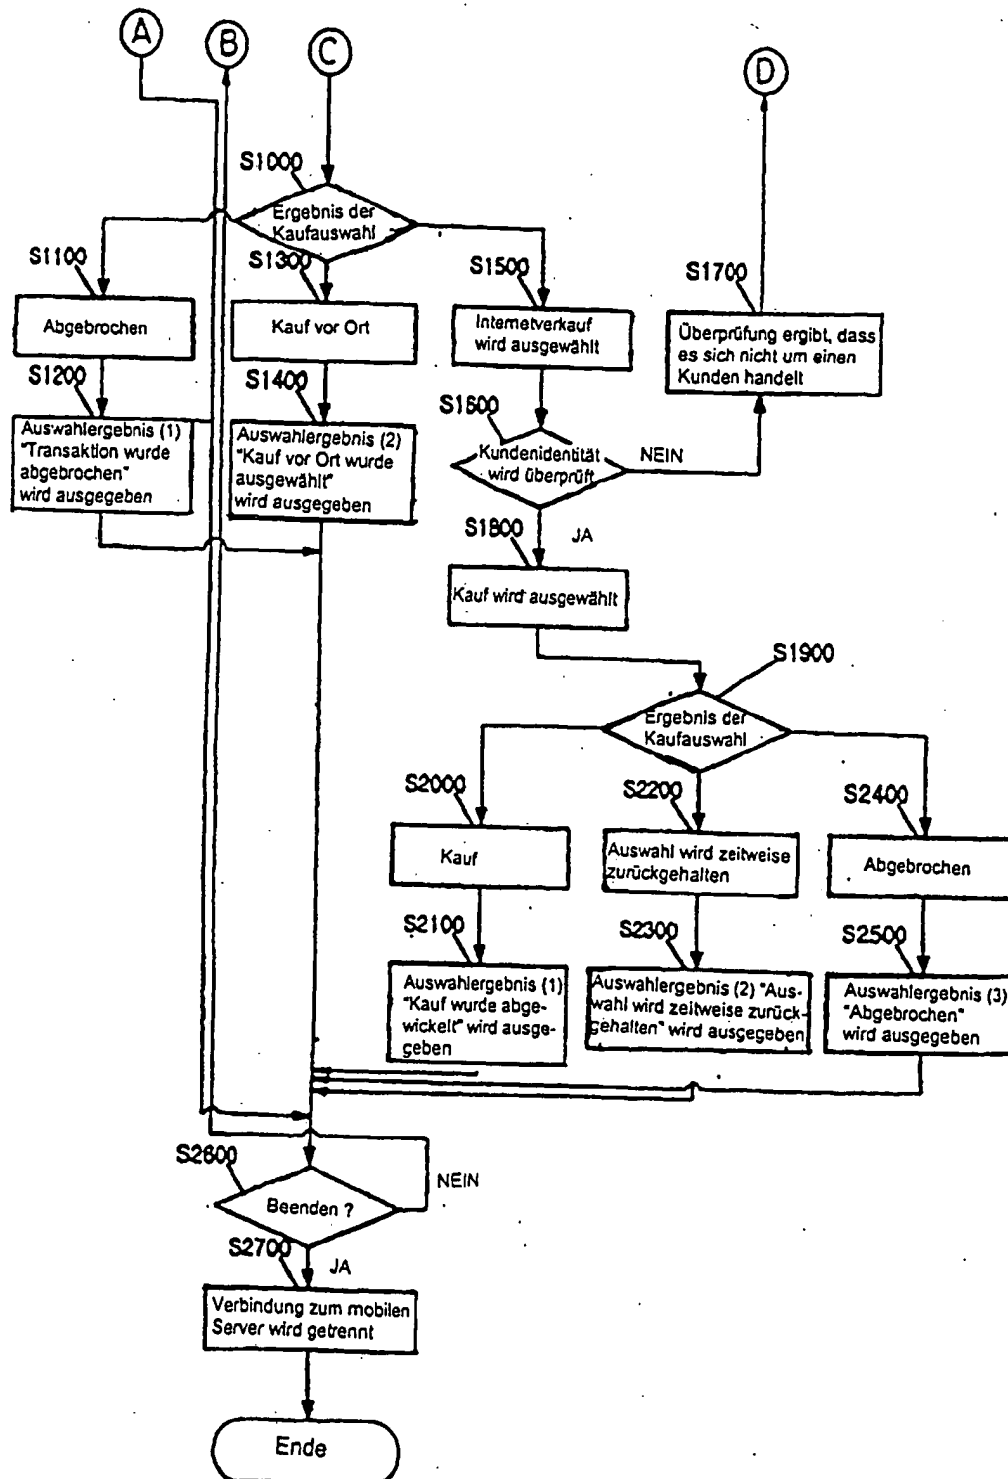 A
B
C
D
S1000
Ergebnis der
Kaufauswahl
S1100
Abgebrochen
S1200
Auswahlergebnis (1)
"Transaktion wurde
abgebrochen"
wird ausgegeben
S1300
Kauf vor Ort
S1400
Auswahlergebnis (2)
"Kauf vor Ort wurde
ausgewählt"
wird ausgegeben
S1500
Internetverkauf
wird ausgewählt
S1600
Kundenidentität
wird überprüft
NEIN
S1700
Überprüfung ergibt, dass
es sich nicht um einen
Kunden handelt
JA
S1800
Kauf wird ausgewählt
S1900
Ergebnis der
Kaufauswahl
S2000
Kauf
S2100
Auswahlergebnis (1)
"Kauf wurde abge-
wickelt" wird ausge-
geben
S2200
Auswahl wird zeitweise
zurückgehalten
S2300
Auswahlergebnis (2) "Aus-
wahl wird zeitweise zurück-
gehalten" wird ausgegeben
S2400
Abgebrochen
S2500
Auswahlergebnis (3)
"Abgebrochen"
wird ausgegeben
S2600
Beenden ?
NEIN
JA
S2700
Verbindung zum mobilen
Server wird getrennt
Ende